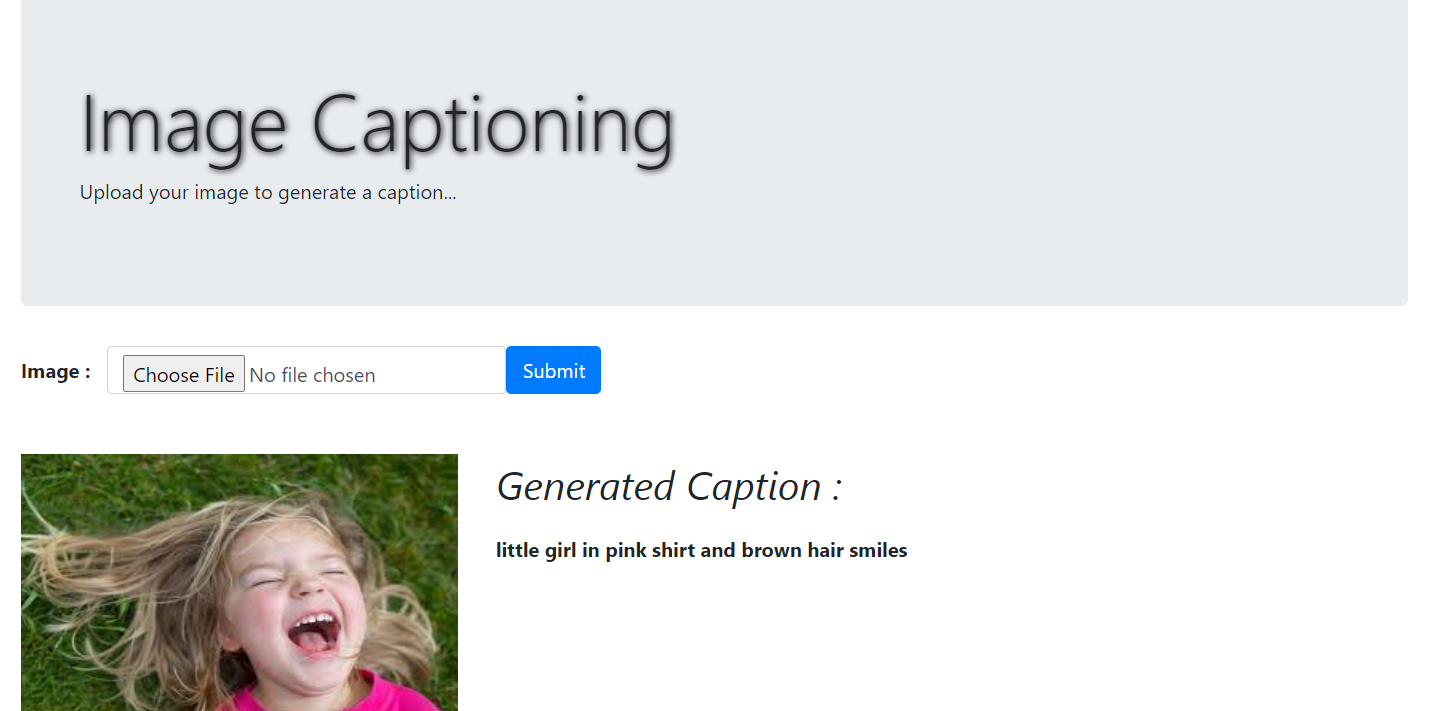 Image Captioning
Upload your image to generate a caption...
Image :
Choose File No file chosen
Submit
Generated Caption :
little girl in pink shirt and brown hair smiles